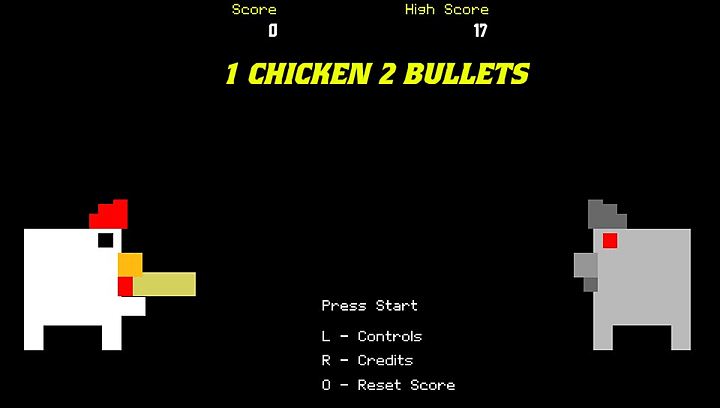 Score
High Score
0
17
1 CHICKEN 2 BULLETS
Press Start
L - Controls
R - Credits
O - Reset Score